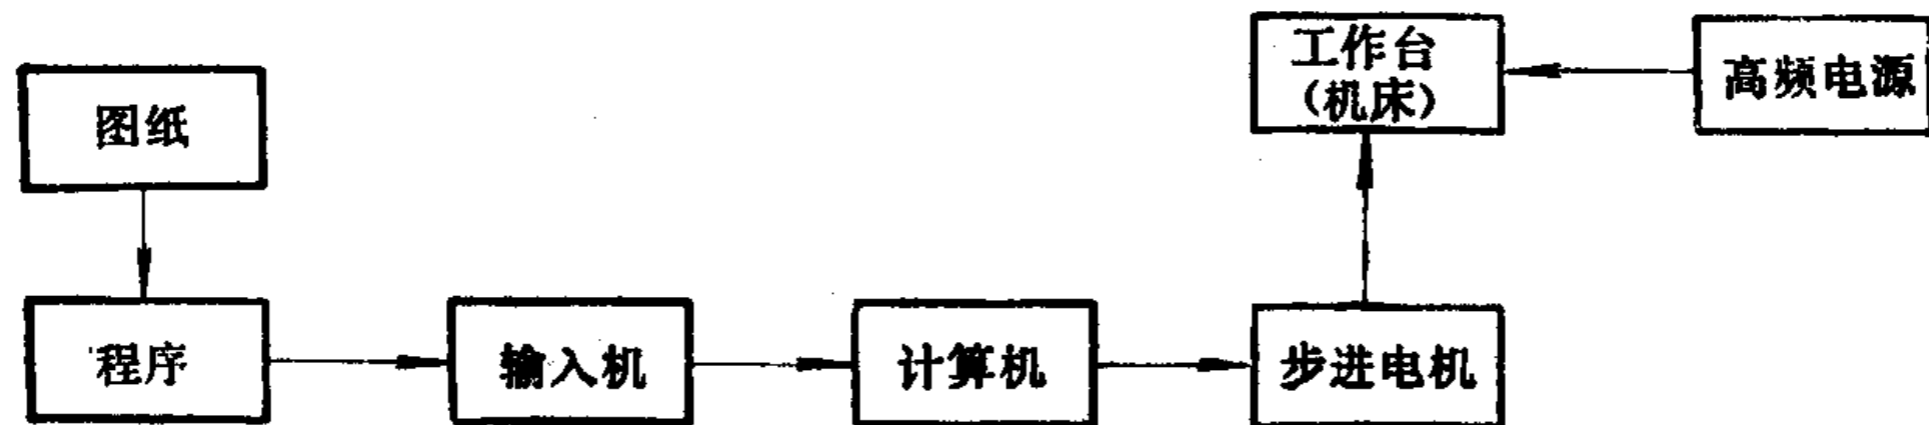 图纸
程序
输入机
计算机
步进电机
工作台
（机床）
高频电源